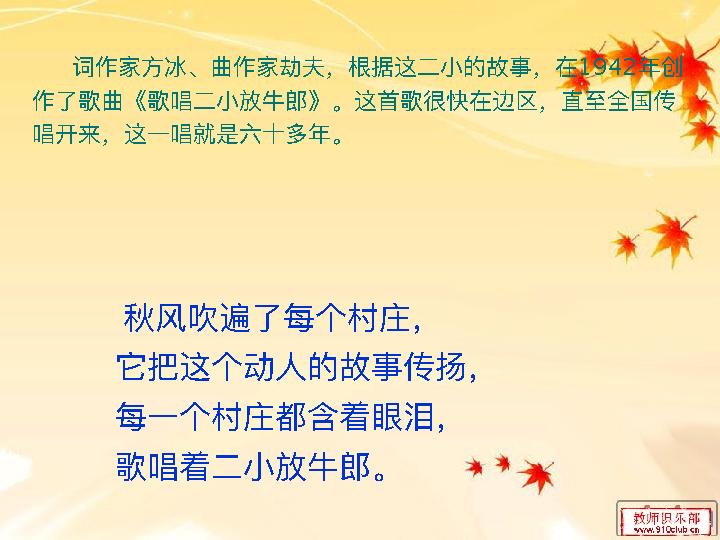 词作家方冰、曲作家劫夫，根据这二小的故事，在1942年创
作了歌曲《歌唱二小放牛郎》。这首歌很快在边区，直至全国传
唱开来，这一唱就是六十多年。
秋风吹遍了每个村庄，
它把这个动人的故事传扬，
每一个村庄都含着眼泪，
歌唱着二小放牛郎。
教师俱乐部
www.910club.cn